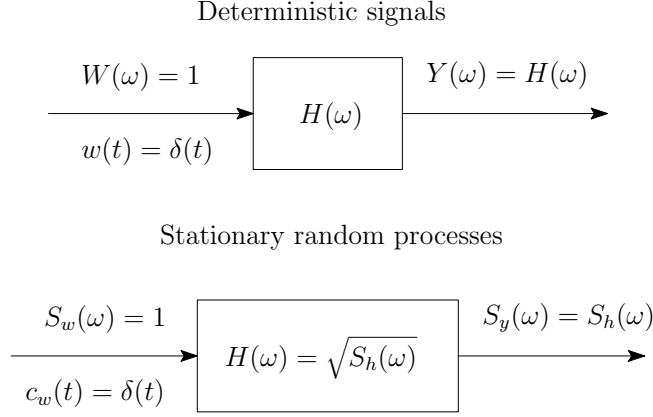 Deterministic signals
W(ω) = 1
Y(ω) = H(ω)
H(ω)
w(t) = δ(t)
Stationary random processes
S_w(ω) = 1
S_y(ω) = S_h(ω)
H(ω) = √S_h(ω)
c_w(t) = δ(t)